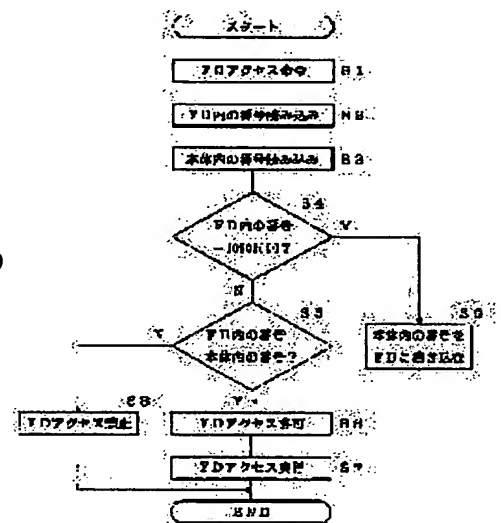 スタート
FDアクセス命令 S1
FD内の番号読み込み S2
本体内の番号読み込み S3
S4
FD内の番号
Y
N
S5
FD内の番号
本体内の番号?
S9
本体内の番号を
FDに書き込む
Y
S8
FDアクセス禁止
FDアクセス許可 S6
FDアクセス実行 S7
END